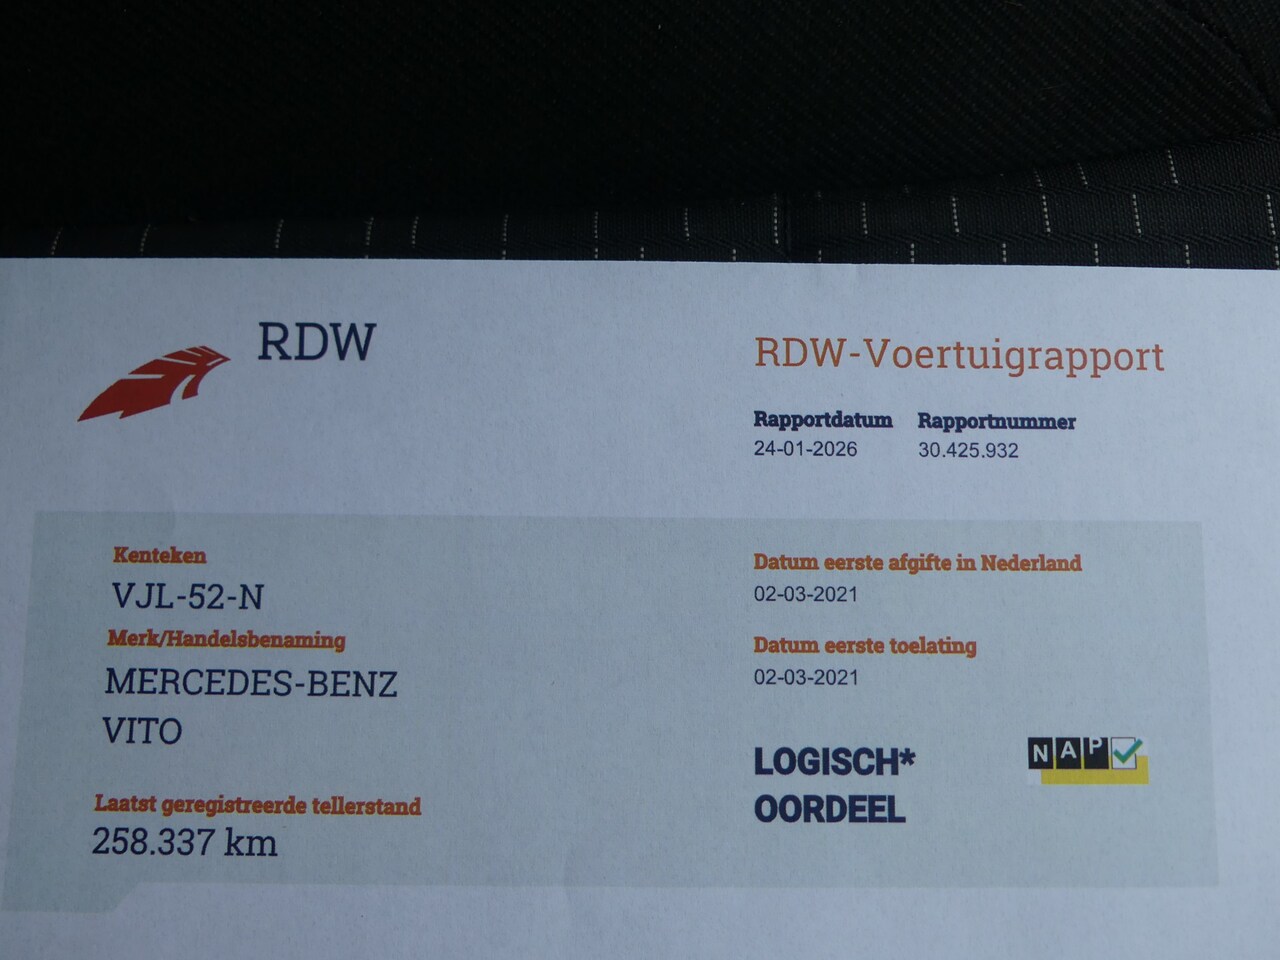 RDW
RDW-Voertuigrapport
Rapportdatum Rapportnummer
24-01-2026 30.425.932
Kenteken
VJL-52-N
Merk/Handelsbenaming
MERCEDES-BENZ
VITO
Laatst geregistreerde tellerstand
258.337 km
Datum eerste afgifte in Nederland
02-03-2021
Datum eerste toelating
02-03-2021
LOGISCH*
OORDEEL
NAP